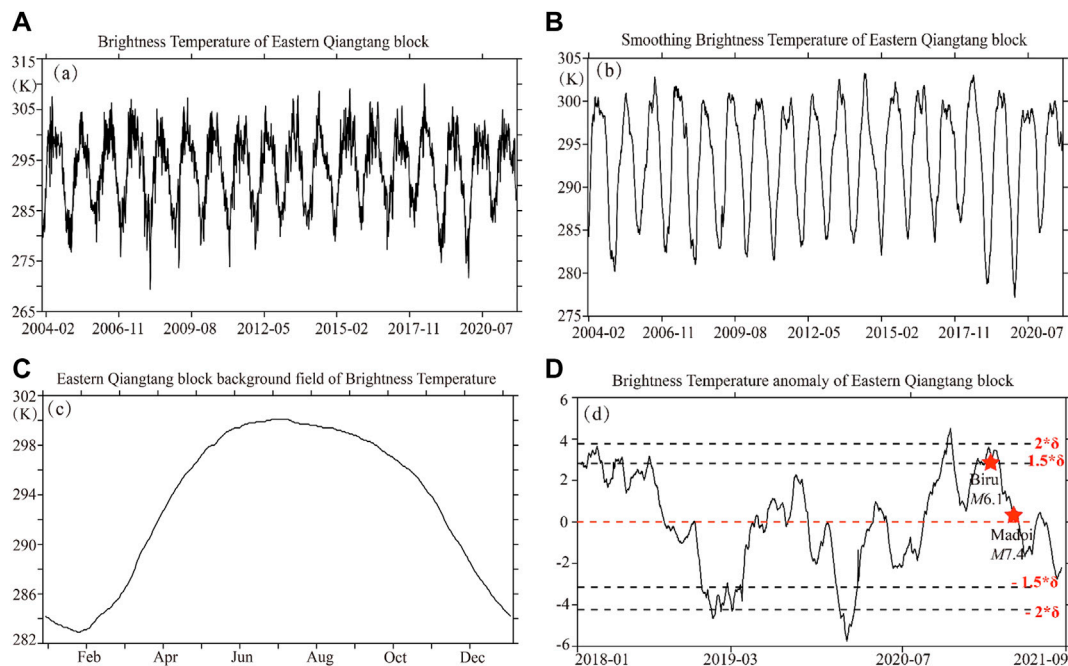 A
Brightness Temperature of Eastern Qiangtang block
315
(K)
305
295
285
275
265
(a)
2004-02 2006-11 2009-08 2012-05 2015-02 2017-11 2020-07
B
Smoothing Brightness Temperature of Eastern Qiangtang block
305
(K)
300
295
290
285
280
275
(b)
2004-02 2006-11 2009-08 2012-05 2015-02 2017-11 2020-07
C
Eastern Qiangtang block background field of Brightness Temperature
302
(K)
298
294
290
286
282
(c)
Feb Apr Jun Aug Oct Dec
D
Brightness Temperature anomaly of Eastern Qiangtang block
6
4
2
0
-2
-4
-6
(d)
2*δ
1.5*δ
Biru
M6.1
Madoi
M7.4
- 1.5*δ
- 2*δ
2018-01 2019-03 2020-07 2021-09